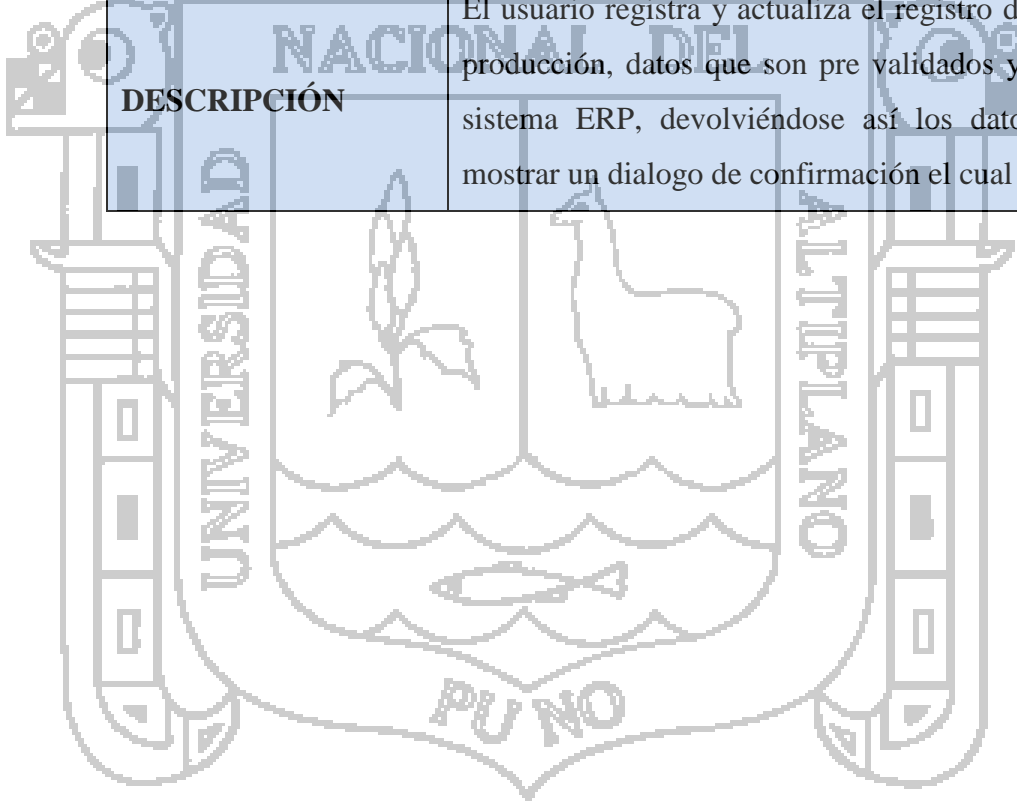 El usuario registra y actualiza el registro d
producción, datos que son pre validados y
DESCRIPCIÓN
sistema ERP, devolviéndose así los dato
mostrar un dialogo de confirmación el cual
NACIONAL DEL
UNIVERSIDAD
ALTIPLANO
PUNO